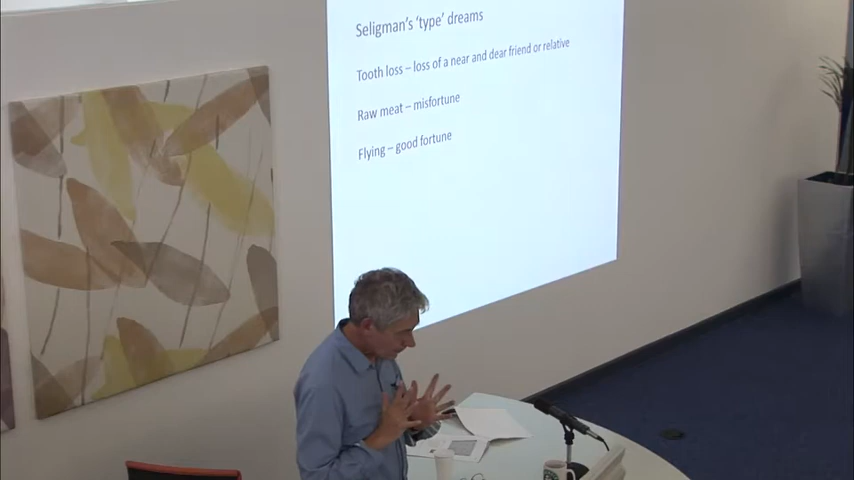 Seligman's 'type' dreams
Tooth loss – loss of a near and dear friend or relative
Raw meat – misfortune
Flying – good fortune